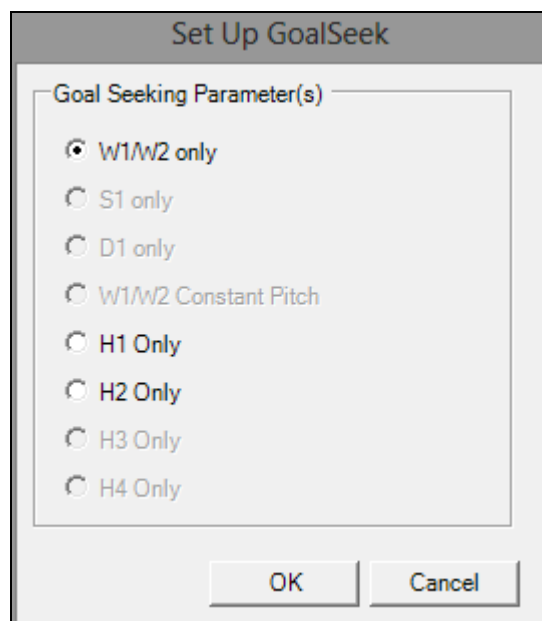 Set Up GoalSeek
Goal Seeking Parameter(s)
W1/W2 only
S1 only
D1 only
W1/W2 Constant Pitch
H1 Only
H2 Only
H3 Only
H4 Only
OK Cancel